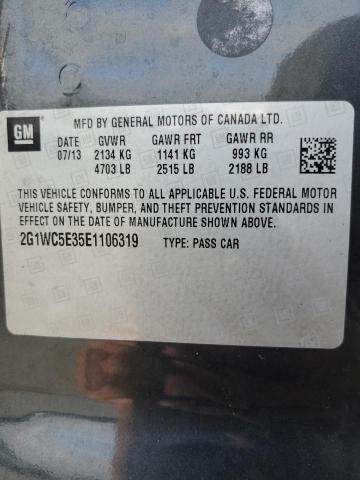 GM
MFD BY GENERAL MOTORS OF CANADA LTD.
DATE GVWR GAWR FRT GAWR RR
07/13 2134 KG 1141 KG 993 KG
4703 LB 2515 LB 2188 LB
THIS VEHICLE CONFORMS TO ALL APPLICABLE U.S. FEDERAL MOTOR
VEHICLE SAFETY, BUMPER, AND THEFT PREVENTION STANDARDS IN
EFFECT ON THE DATE OF MANUFACTURE SHOWN ABOVE.
2G1WC5E35E1106319 TYPE: PASS CAR